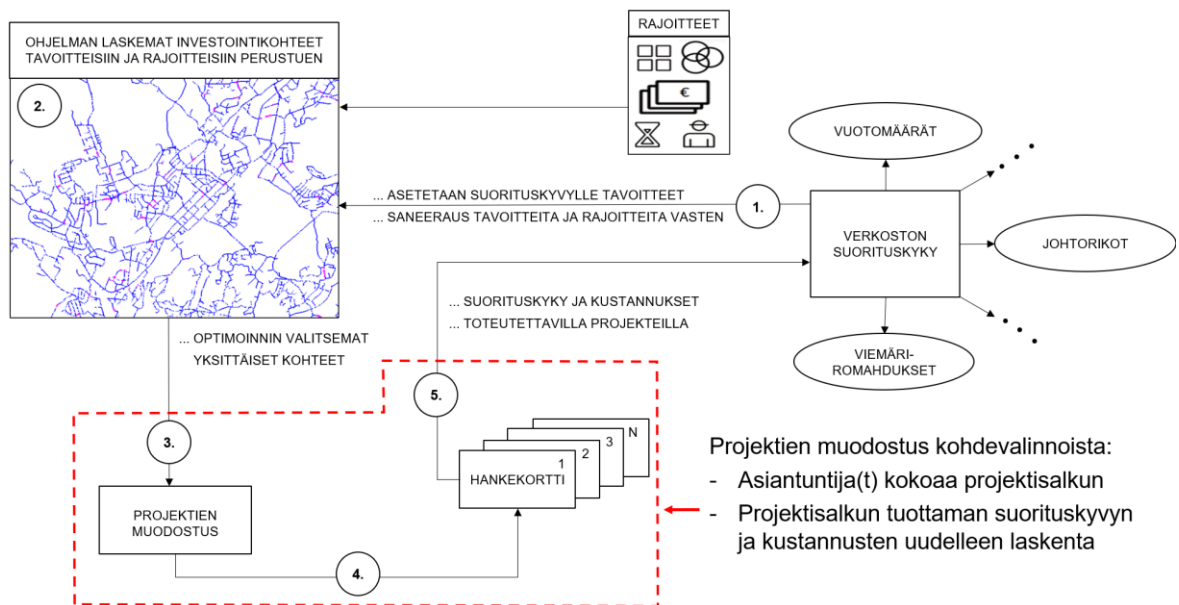 OHJELMAN LASKEMAT INVESTOINTIKOHTEET
TAVOITTEISIIN JA RAJOITTEISIIN PERUSTUEN
2.
RAJOITTEET
€
... ASETETAAN SUORITUSKYVYLLE TAVOITTEET
... SANEERAUS TAVOITTEITA JA RAJOITTEITA VASTEN
1.
VUOTOMÄÄRÄT
VERKOSTON
SUORITUSKYKY
JOHTORIKOT
VIEMÄRI-
ROMAHDUKSET
... SUORITUSKYKY JA KUSTANNUKSET
... TOTEUTETTAVILLA PROJEKTEILLA
... OPTIMOINNIN VALITSEMAT
YKSITTÄISET KOHTEET
3.
PROJEKTIEN
MUODOSTUS
4.
5.
HANKEKORTTI
1
2
3
N
Projektien muodostus kohdevalinnoista:
- Asiantuntija(t) kokoaa projektisalkun
- Projektisalkun tuottaman suorituskyvyn
ja kustannusten uudelleen laskenta